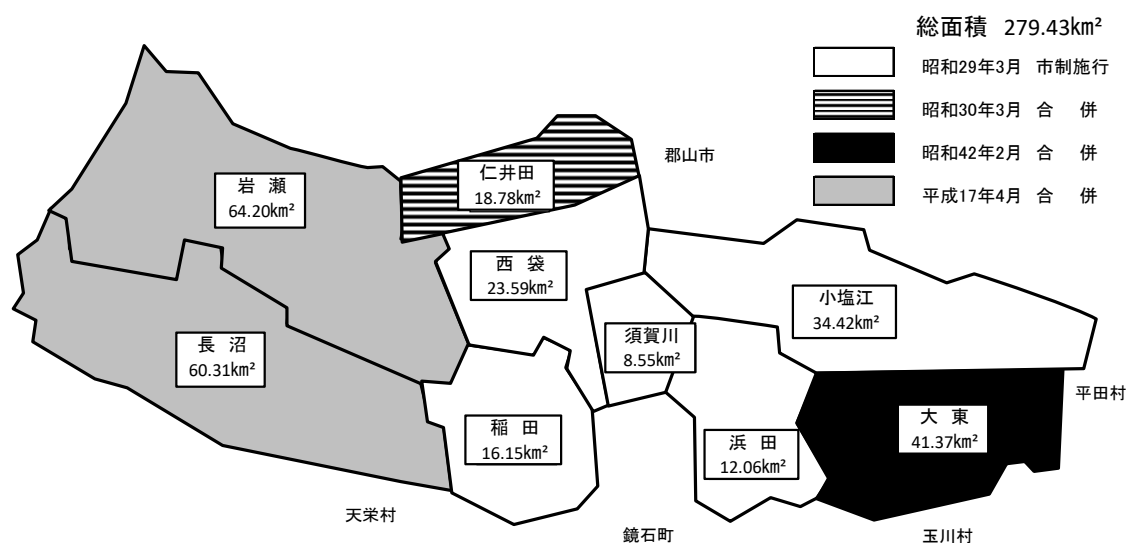 総面積 279.43km²
昭和29年3月 市制施行
昭和30年3月 合 併
昭和42年2月 合 併
平成17年4月 合 併
郡山市
仁井田
18.78km²
岩 瀬
64.20km²
西 袋
23.59km²
小塩江
34.42km²
須賀川
8.55km²
長 沼
60.31km²
平田村
大 東
41.37km²
稲 田
16.15km²
浜 田
12.06km²
天栄村
鏡石町
玉川村